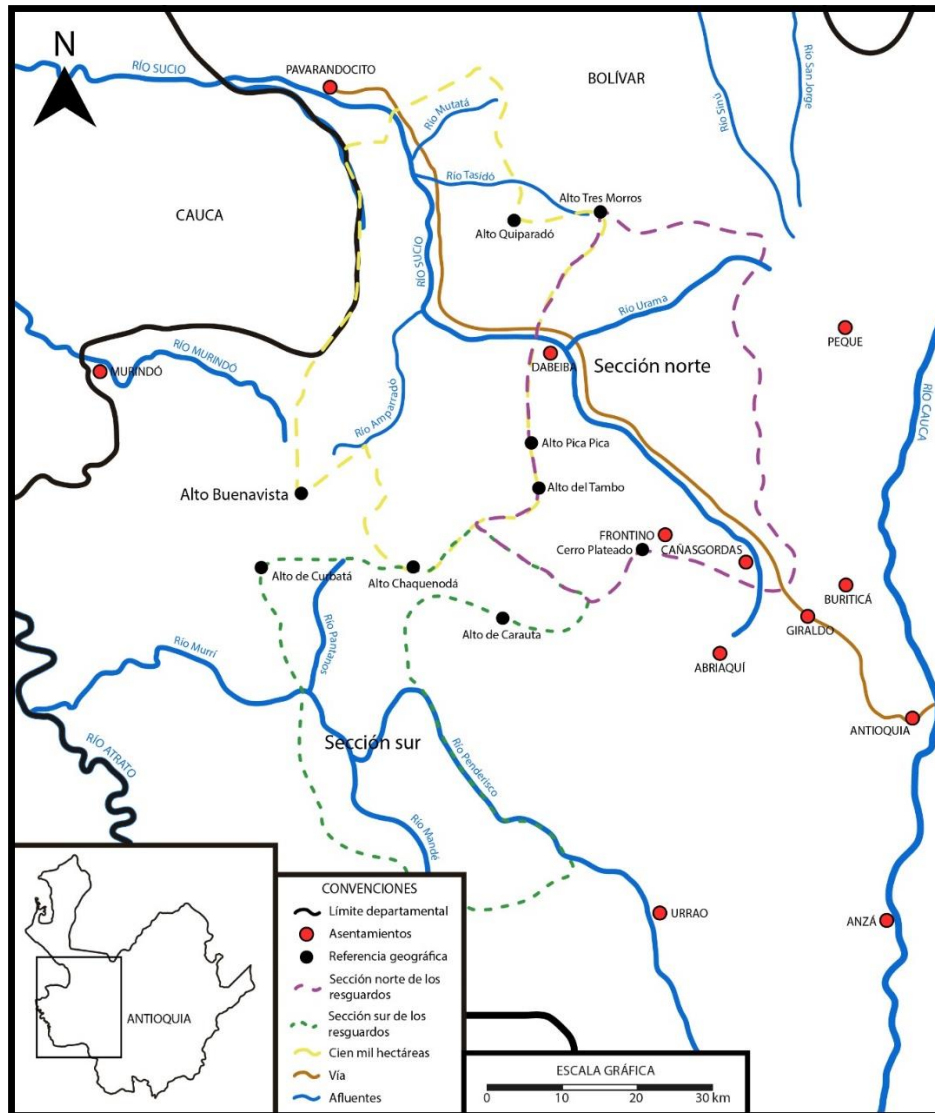 N
RÍO SUCIO
PAVARANDOCITO
BOLÍVAR
Río San Jorge
Río Sinú
Río Mutatá
Río Tasidó
Alto Tres Morros
CAUCA
Alto Quiparadó
RÍO SUCIO
Río Urama
PEQUE
MURINDÓ
RÍO MURINDÓ
DABEIBA
Sección norte
Río Amparradó
RÍO CAUCA
Alto Pica Pica
Alto Buenavista
Alto del Tambo
FRONTINO
Cerro Plateado
CAÑASGORDAS
Alto de Curbatá
Alto Chaquenodá
BURITICÁ
Alto de Carauta
GIRALDO
Río Pantanos
Río Murrí
ABRIAQUÍ
ANTIOQUIA
Sección sur
RÍO ATRATO
Río Penderisco
Río Mandé
URRAO
ANZÁ
ANTIOQUIA
CONVENCIONES
Límite departamental
Asentamientos
Referencia geográfica
Sección norte de los
resguardos
Sección sur de los
resguardos
Cien mil hectáreas
Vía
Afluentes
ESCALA GRÁFICA
0 10 20 30 km